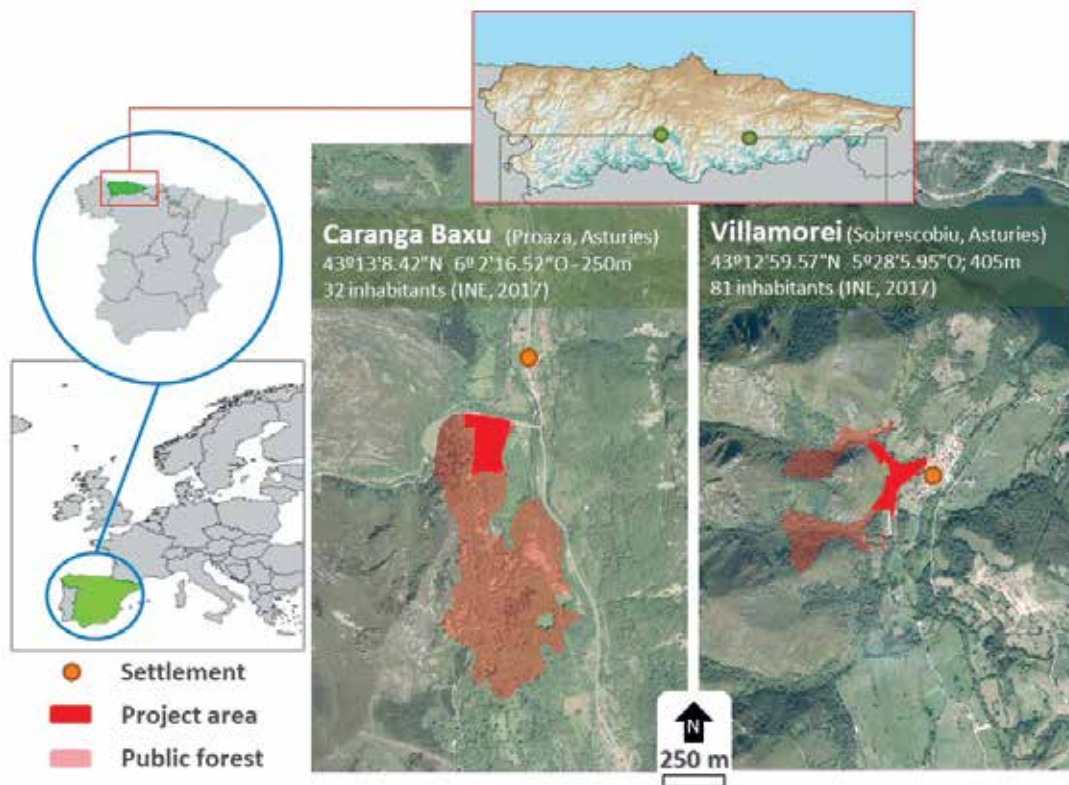 Caranga Baxu (Proaza, Asturies)
43º13'8.42"N 6º2'16.52"O-250m
32 inhabitants (INE, 2017)
Villamorei (Sobrescobiu, Asturies)
43º12'59.57"N 5º28'5.95"O; 405m
81 inhabitants (INE, 2017)
Settlement
Project area
Public forest
N
250 m